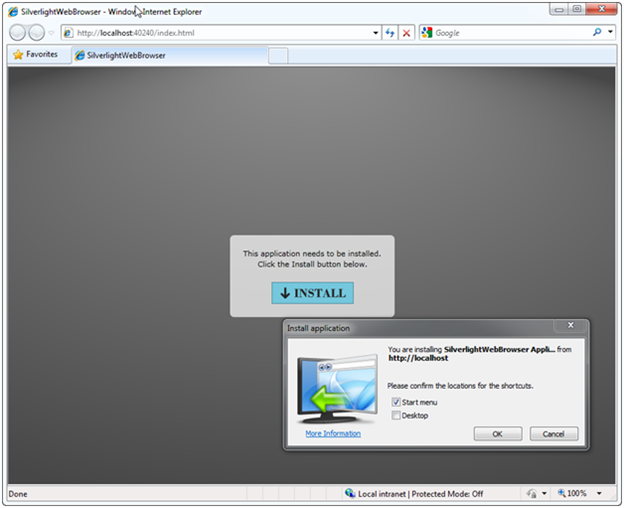 SilverlightWebBrowser - Windows Internet Explorer
http://localhost:40240/index.html
Google
Favorites
SilverlightWebBrowser
This application needs to be installed.
Click the Install button below.
INSTALL
Install application
You are installing SilverlightWebBrowser Appli... from
http://localhost
Please confirm the locations for the shortcuts.
Start menu
Desktop
More Information
OK
Cancel
Done
Local intranet | Protected Mode: Off
100%